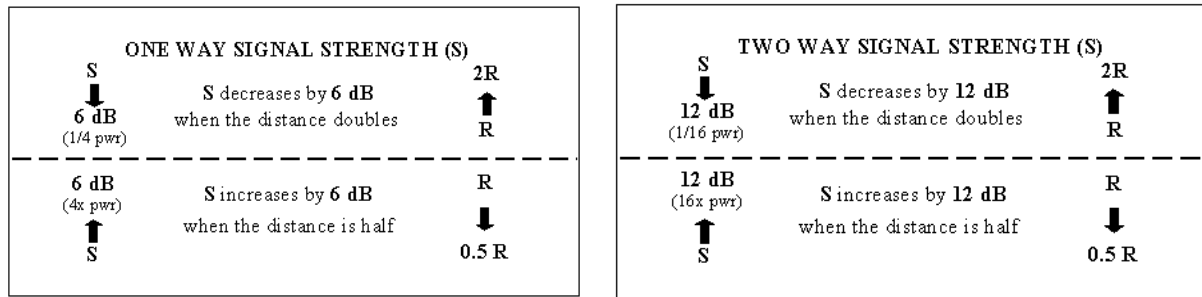 ONE WAY SIGNAL STRENGTH (S)
S
6 dB
(1/4 pwr)
S decreases by 6 dB
when the distance doubles
2R
R
6 dB
(4x pwr)
S
S increases by 6 dB
when the distance is half
R
0.5 R
TWO WAY SIGNAL STRENGTH (S)
S
12 dB
(1/16 pwr)
S decreases by 12 dB
when the distance doubles
2R
R
12 dB
(16x pwr)
S
S increases by 12 dB
when the distance is half
R
0.5 R